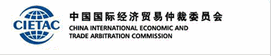 中国国际经济贸易仲裁委员会
CHINA INTERNATIONAL ECONOMIC AND
TRADE ARBITRATION COMMISSION
CIETAC